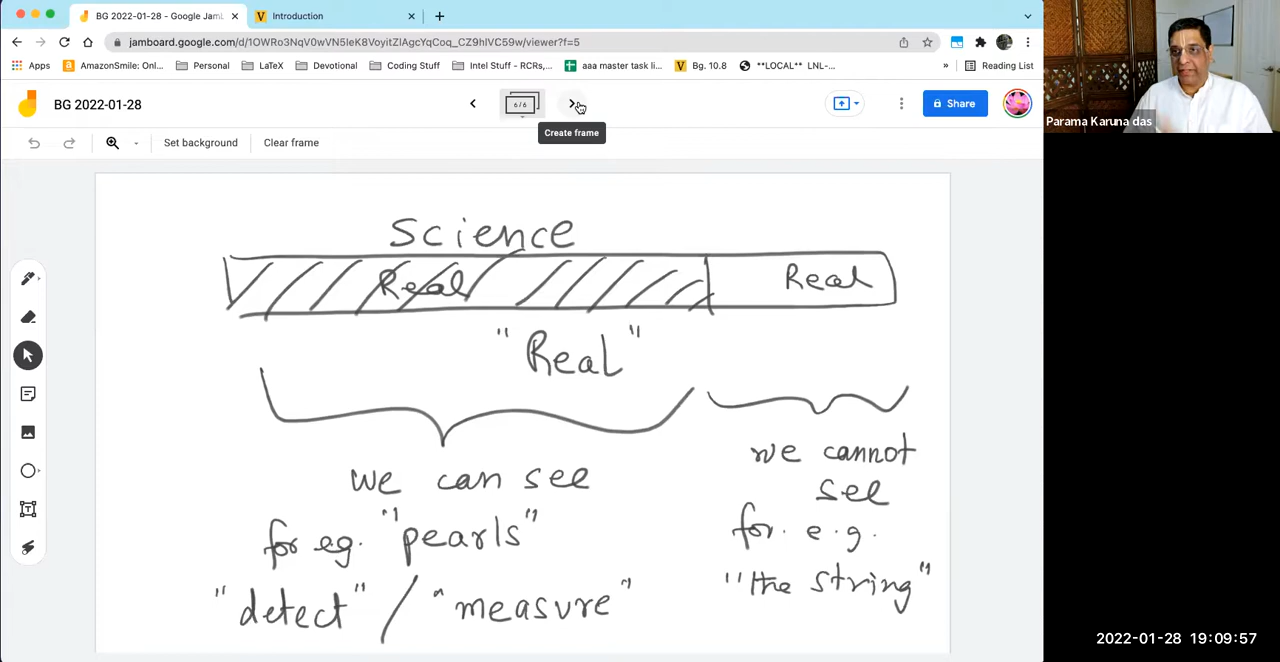 BG 2022-01-28 - Google Jam
Introduction
jamboard.google.com/d/1OWRo3NqV0wVN5leK8VoyitZlAgcYqCoq_CZ9hlVC59w/viewer?f=5
Apps AmazonSmile: Onl... Personal LaTeX Devotional Coding Stuff Intel Stuff - RCRs,... aaa master task li... Bg. 10.8 **LOCAL** LNL-... » Reading List
BG 2022-01-28
6/6
Share
Create frame
Set background Clear frame
Parama Karuna das
Science
Real Real
"Real"
we can see
for eg. "pearls"
"detect" / "measure"
we cannot
see
for. e.g.
"the string"
2022-01-28 19:09:57